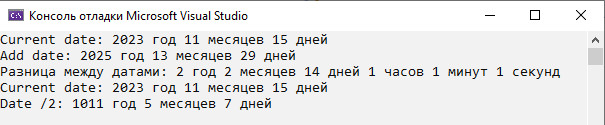 Консоль отладки Microsoft Visual Studio
Current date: 2023 год 11 месяцев 15 дней
Add date: 2025 год 13 месяцев 29 дней
Разница между датами: 2 год 2 месяцев 14 дней 1 часов 1 минут 1 секунд
Current date: 2023 год 11 месяцев 15 дней
Date /2: 1011 год 5 месяцев 7 дней